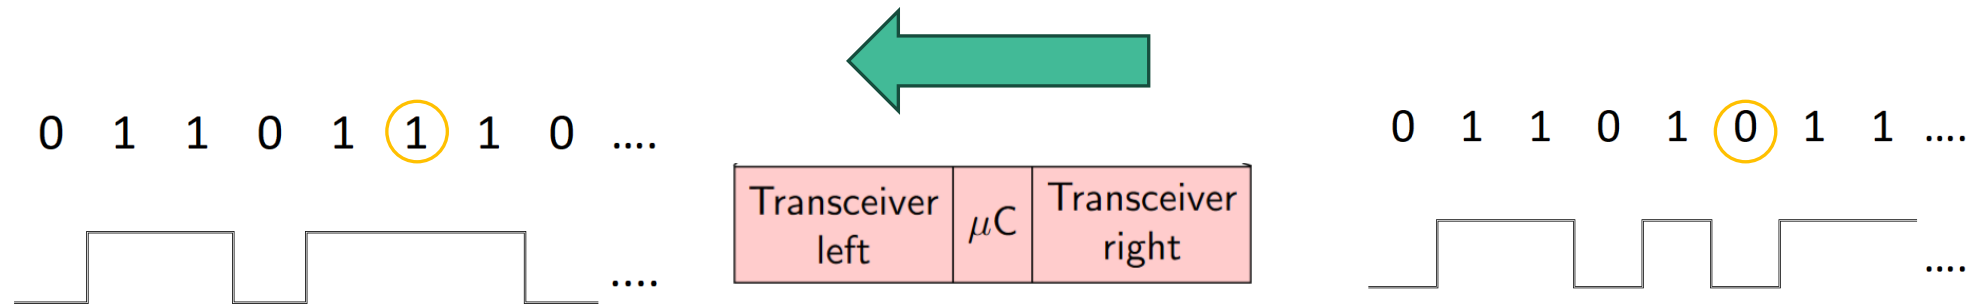 0 1 1 0 1 1 1 0 ....
0 1 1 0 1 0 1 1 ....
Transceiver
left
μC
Transceiver
right
....
....